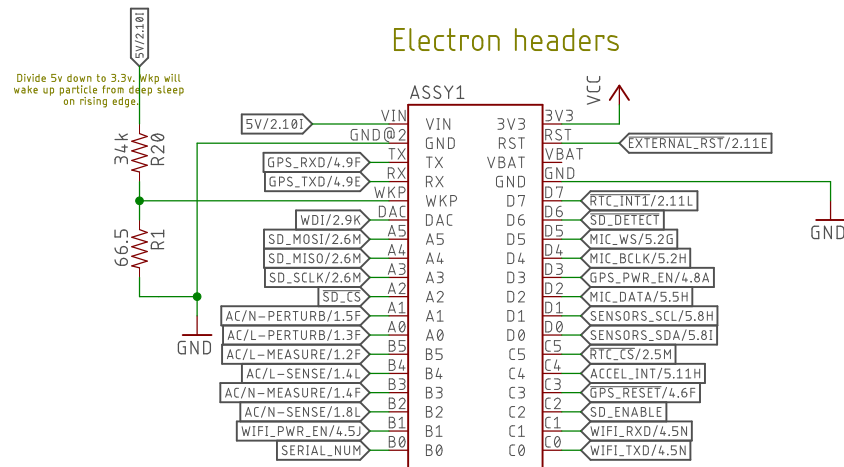 Electron headers
5V/2.10I
Divide 5v down to 3.3v. Wkp will
wake up particle from deep sleep
on rising edge.
34k
R20
66.5
R1
GND
ASSY1
VCC
GND
5V/2.10I VIN VIN 3V3 3V3
GND@2 GND RST RST EXTERNAL_RST/2.11E
GPS_RXD/4.9F TX TX VBAT VBAT
GPS_TXD/4.9E RX RX GND GND
WKP WKP D7 D7 RTC_INT1/2.11L
WDI/2.9K DAC DAC D6 D6 SD_DETECT
SD_MOSI/2.6M A5 A5 D5 D5 MIC_WS/5.2G
SD_MISO/2.6M A4 A4 D4 D4 MIC_BCLK/5.2H
SD_SCLK/2.6M A3 A3 D3 D3 GPS_PWR_EN/4.8A
SD_CS A2 A2 D2 D2 MIC_DATA/5.5H
AC/N-PERTURB/1.5F A1 A1 D1 D1 SENSORS_SCL/5.8H
AC/L-PERTURB/1.3F A0 A0 D0 D0 SENSORS_SDA/5.8I
AC/L-MEASURE/1.2F B5 B5 C5 C5 RTC_CS/2.5M
AC/L-SENSE/1.4L B4 B4 C4 C4 ACCEL_INT/5.11H
AC/N-MEASURE/1.4F B3 B3 C3 C3 GPS_RESET/4.6F
AC/N-SENSE/1.8L B2 B2 C2 C2 SD_ENABLE
WIFI_PWR_EN/4.5J B1 B1 C1 C1 WIFI_RXD/4.5N
SERIAL_NUM B0 B0 C0 C0 WIFI_TXD/4.5N